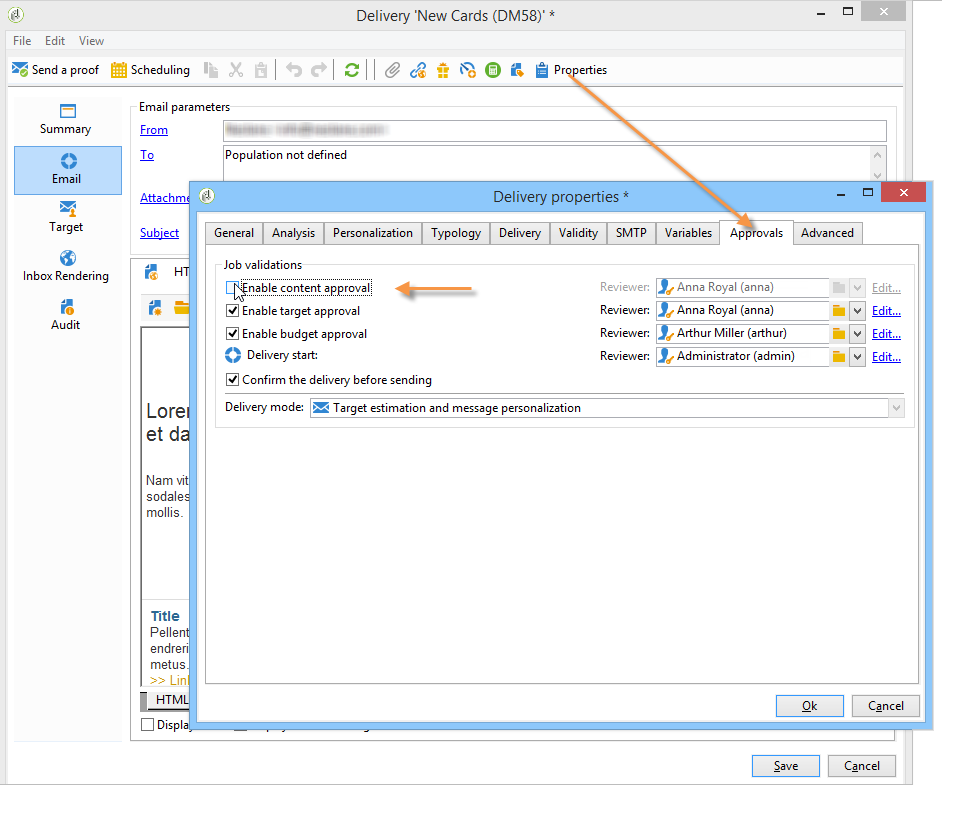 Delivery 'New Cards (DM58)' *
File Edit View
Send a proof Scheduling Properties
Summary
Email
Target
Inbox Rendering
Audit
Email parameters
From
To Population not defined
Attachme
Subject
HT
Lorem
et da
Nam vit
sodales
mollis.
Title
Pellent
endreri
metus.
>> Link
HTML
Display
Delivery properties *
General Analysis Personalization Typology Delivery Validity SMTP Variables Approvals Advanced
Job validations
Enable content approval Reviewer: Anna Royal (anna) Edit...
Enable target approval Reviewer: Anna Royal (anna) Edit...
Enable budget approval Reviewer: Arthur Miller (arthur) Edit...
Delivery start: Reviewer: Administrator (admin) Edit...
Confirm the delivery before sending
Delivery mode: Target estimation and message personalization
Ok Cancel
Save Cancel